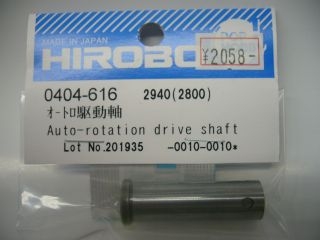 MADE IN JAPAN
HIROBO
¥2058-
0404-616 2940(2800)
ｵｰﾄﾛ駆動軸
Auto-rotation drive shaft
Lot No.201935 -0010-0010*